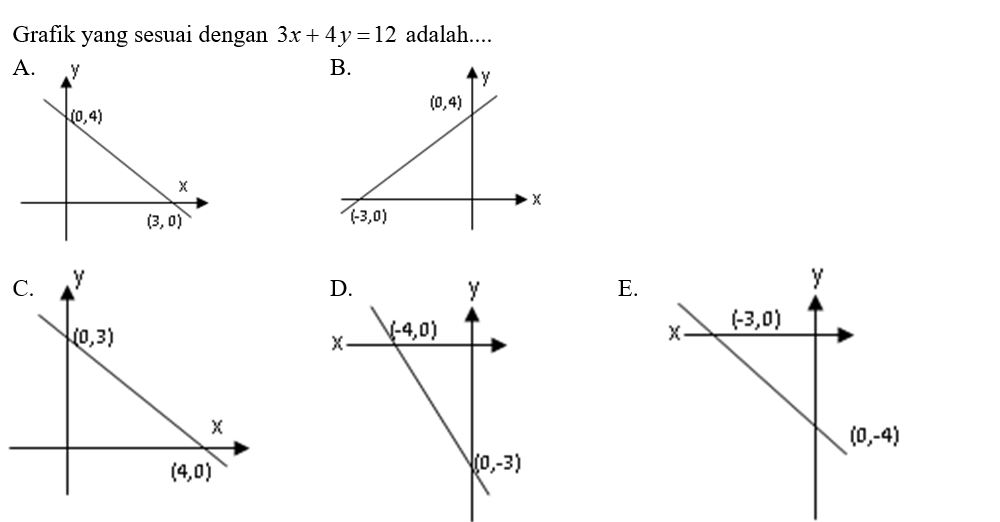 Grafik yang sesuai dengan 3x + 4y = 12 adalah....
A.
y
(0,4)
x
(3, 0)
B.
y
(0,4)
x
(-3,0)
C.
y
(0,3)
x
(4,0)
D.
y
(-4,0)
x
(0,-3)
E.
y
(-3,0)
x
(0,-4)